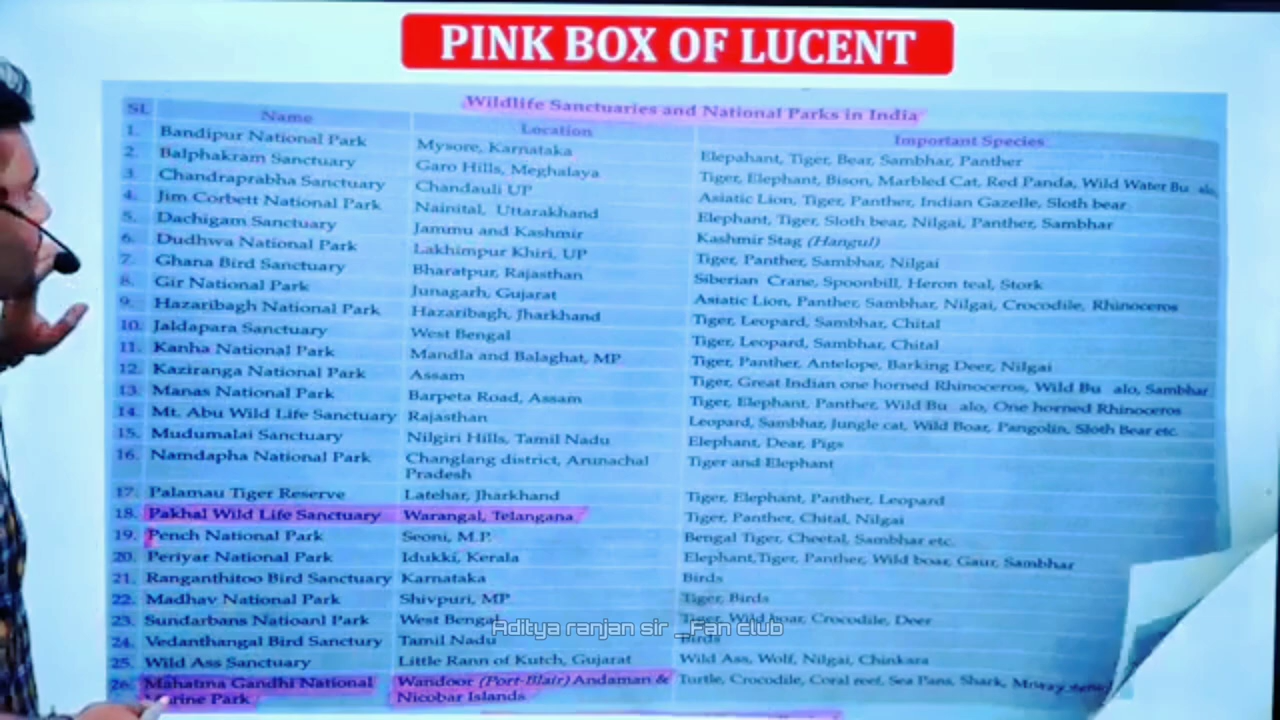 PINK BOX OF LUCENT
Wildlife Sanctuaries and National Parks in India
SL Name Location Important Species
1. Bandipur National Park Mysore, Karnataka Elepahant, Tiger, Bear, Sambhar, Panther
2. Balphakram Sanctuary Garo Hills, Meghalaya Tiger, Elephant, Bison, Marbled Cat, Red Panda, Wild Water Bu alo
3. Chandraprabha Sanctuary Chandauli UP Asiatic Lion, Tiger, Panther, Indian Gazelle, Sloth bear
4. Jim Corbett National Park Nainital, Uttarakhand Elephant, Tiger, Sloth bear, Nilgai, Panther, Sambhar
5. Dachigam Sanctuary Jammu and Kashmir Kashmir Stag (Hangul)
6. Dudhwa National Park Lakhimpur Khiri, UP Tiger, Panther, Sambhar, Nilgai
7. Ghana Bird Sanctuary Bharatpur, Rajasthan Siberian Crane, Spoonbill, Heron teal, Stork
8. Gir National Park Junagarh, Gujarat Asiatic Lion, Panther, Sambhar, Nilgai, Crocodile, Rhinoceros
9. Hazaribagh National Park Hazaribagh, Jharkhand Tiger, Leopard, Sambhar, Chital
10. Jaldapara Sanctuary West Bengal Tiger, Leopard, Sambhar, Chital
11. Kanha National Park Mandla and Balaghat, MP Tiger, Panther, Antelope, Barking Deer, Nilgai
12. Kaziranga National Park Assam Tiger, Great Indian one horned Rhinoceros, Wild Bu alo, Sambhar
13. Manas National Park Barpeta Road, Assam Tiger, Elephant, Panther, Wild Bu alo, One horned Rhinoceros
14. Mt. Abu Wild Life Sanctuary Rajasthan Leopard, Sambhar, Jungle cat, Wild Boar, Pangolin, Sloth Bear etc.
15. Mudumalai Sanctuary Nilgiri Hills, Tamil Nadu Elephant, Dear, Pigs
16. Namdapha National Park Changlang district, Arunachal Tiger and Elephant
Pradesh
17. Palamau Tiger Reserve Latehar, Jharkhand Tiger, Elephant, Panther, Leopard
18. Pakhal Wild Life Sanctuary Warangal, Telangana Tiger, Panther, Chital, Nilgai
19. Pench National Park Seoni, M.P. Bengal Tiger, Cheetal, Sambhar etc.
20. Periyar National Park Idukki, Kerala Elephant,Tiger, Panther, Wild boar, Gaur, Sambhar
21. Ranganthitoo Bird Sanctuary Karnataka Birds
22. Madhav National Park Shivpuri, MP Tiger, Birds
23. Sundarbans Natioanl Park West Bengal Tiger, Wild boar, Crocodile, Deer
Aditya ranjan sir _Fan club
24. Vedanthangal Bird Sanctury Tamil Nadu Birds
25. Wild Ass Sanctuary Little Rann of Kutch, Gujarat Wild Ass, Wolf, Nilgai, Chinkara
26. Mahatma Gandhi National Wandoor (Port-Blair) Andaman & Turtle, Crocodile, Coral reef, Sea Pans, Shark,
Park Nicobar Islands